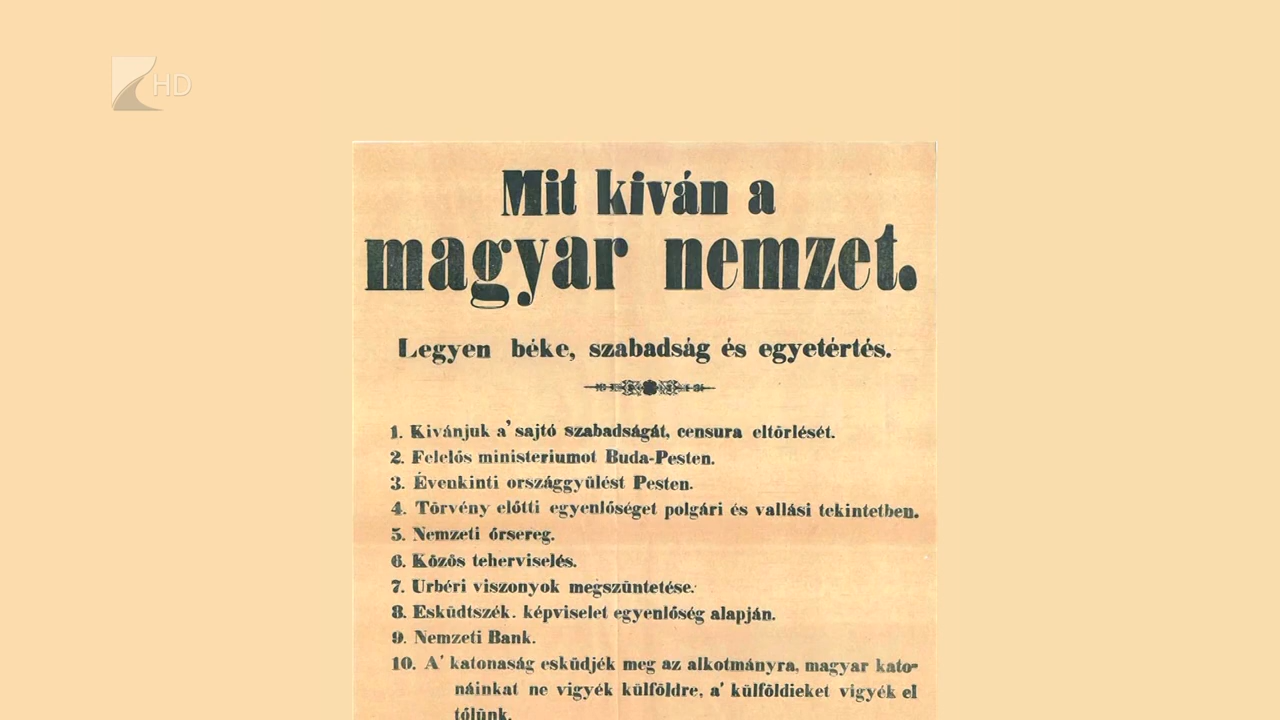 HD
Mit kiván a
magyar nemzet.
Legyen béke, szabadság és egyetértés.
1. Kivánjuk a’ sajtó szabadságát, censura eltörlését.
2. Felelős ministeriumot Buda-Pesten.
3. Évenkinti országgyülést Pesten.
4. Törvény előtti egyenlőséget polgári és vallási tekintetben.
5. Nemzeti őrsereg.
6. Közös teherviselés.
7. Urbéri viszonyok megszüntetése.
8. Esküdtszék. képviselet egyenlőség alapján.
9. Nemzeti Bank.
10. A’ katonaság esküdjék meg az alkotmányra, magyar kato-
náinkat ne vigyék külföldre, a’ külföldieket vigyék el
tőlünk.